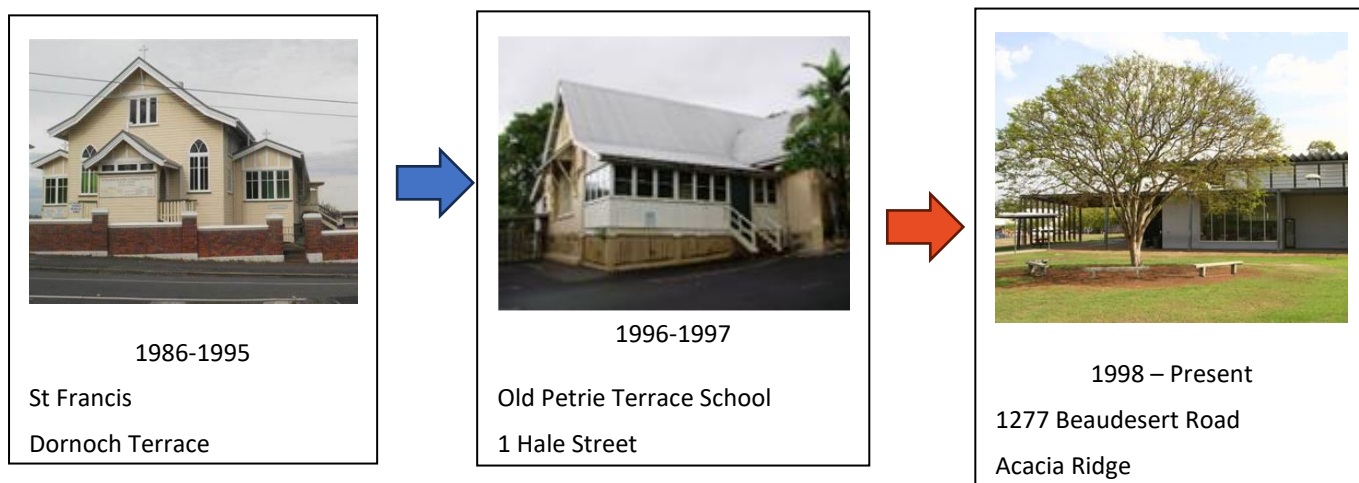 1986-1995
St Francis
Dornoch Terrace
1996-1997
Old Petrie Terrace School
1 Hale Street
1998 – Present
1277 Beaudesert Road
Acacia Ridge